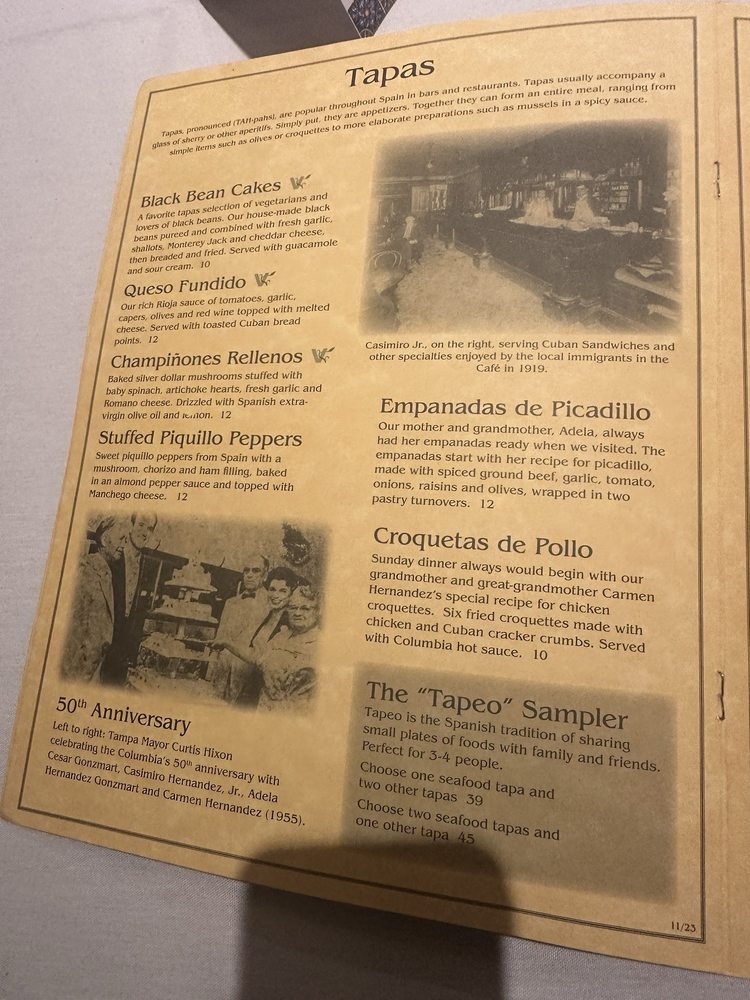 Tapas
Tapas, pronounced (TAH-pahs), are popular throughout Spain in bars and restaurants. Tapas usually accompany a
glass of sherry or other aperitifs. Simply put, they are appetizers. Together they can form an entire meal, ranging from
simple items such as olives or croquettes to more elaborate preparations such as mussels in a spicy sauce.
Black Bean Cakes
A favorite tapas selection of vegetarians and
lovers of black beans. Our house-made black
beans pureed and combined with fresh garlic,
shallots, Monterey Jack and cheddar cheese,
then breaded and fried. Served with guacamole
and sour cream. 10
Queso Fundido
Our rich Rioja sauce of tomatoes, garlic,
capers, olives and red wine topped with melted
cheese. Served with toasted Cuban bread
points. 12
Champiñones Rellenos
Baked silver dollar mushrooms stuffed with
baby spinach, artichoke hearts, fresh garlic and
Romano cheese. Drizzled with Spanish extra-
virgin olive oil and lemon. 12
Stuffed Piquillo Peppers
Sweet piquillo peppers from Spain with a
mushroom, chorizo and ham filling, baked
in an almond pepper sauce and topped with
Manchego cheese. 12
50th Anniversary
Left to right: Tampa Mayor Curtis Hixon
celebrating the Columbia's 50th anniversary with
Cesar Gonzmart, Casimiro Hernandez, Jr., Adela
Hernandez Gonzmart and Carmen Hernandez (1955).
Casimiro Jr., on the right, serving Cuban Sandwiches and
other specialties enjoyed by the local immigrants in the
Café in 1919.
Empanadas de Picadillo
Our mother and grandmother, Adela, always
had her empanadas ready when we visited. The
empanadas start with her recipe for picadillo,
made with spiced ground beef, garlic, tomato,
onions, raisins and olives, wrapped in two
pastry turnovers. 12
Croquetas de Pollo
Sunday dinner always would begin with our
grandmother and great-grandmother Carmen
Hernandez's special recipe for chicken
croquettes. Six fried croquettes made with
chicken and Cuban cracker crumbs. Served
with Columbia hot sauce. 10
The "Tapeo" Sampler
Tapeo is the Spanish tradition of sharing
small plates of foods with family and friends.
Perfect for 3-4 people.
Choose one seafood tapa and
two other tapas 39
Choose two seafood tapas and
one other tapa 45
11/23